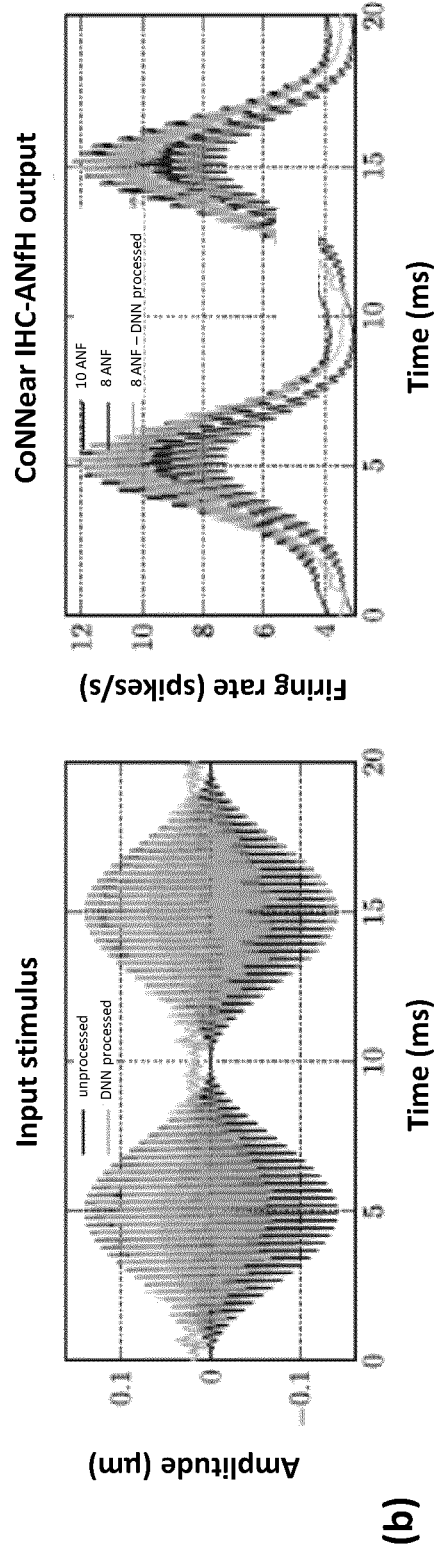 (b)
Input stimulus
Amplitude (µm)
0.1
0
−0.1
unprocessed
DNN processed
0
5
10
15
20
Time (ms)
CoNNear IHC-ANfH output
Firing rate (spikes/s)
12
10
8
6
4
10 ANF
8 ANF
8 ANF – DNN processed
0
5
10
15
20
Time (ms)